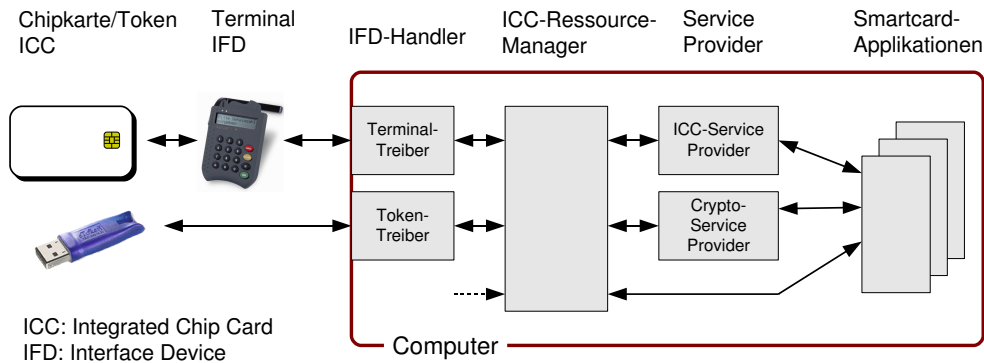 Chipkarte/Token
ICC
Terminal
IFD
IFD-Handler
ICC-Ressource-
Manager
Service
Provider
Smartcard-
Applikationen
Terminal-
Treiber
ICC-Service
Provider
Token-
Treiber
Crypto-
Service
Provider
ICC: Integrated Chip Card
IFD: Interface Device
Computer